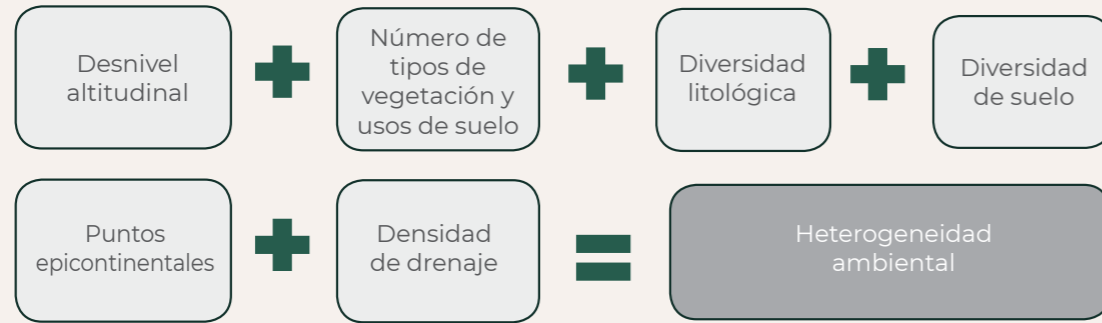 Desnivel
altitudinal
Número de
tipos de
vegetación y
usos de suelo
Diversidad
litológica
Diversidad
de suelo
Puntos
epicontinentales
Densidad
de drenaje
Heterogeneidad
ambiental